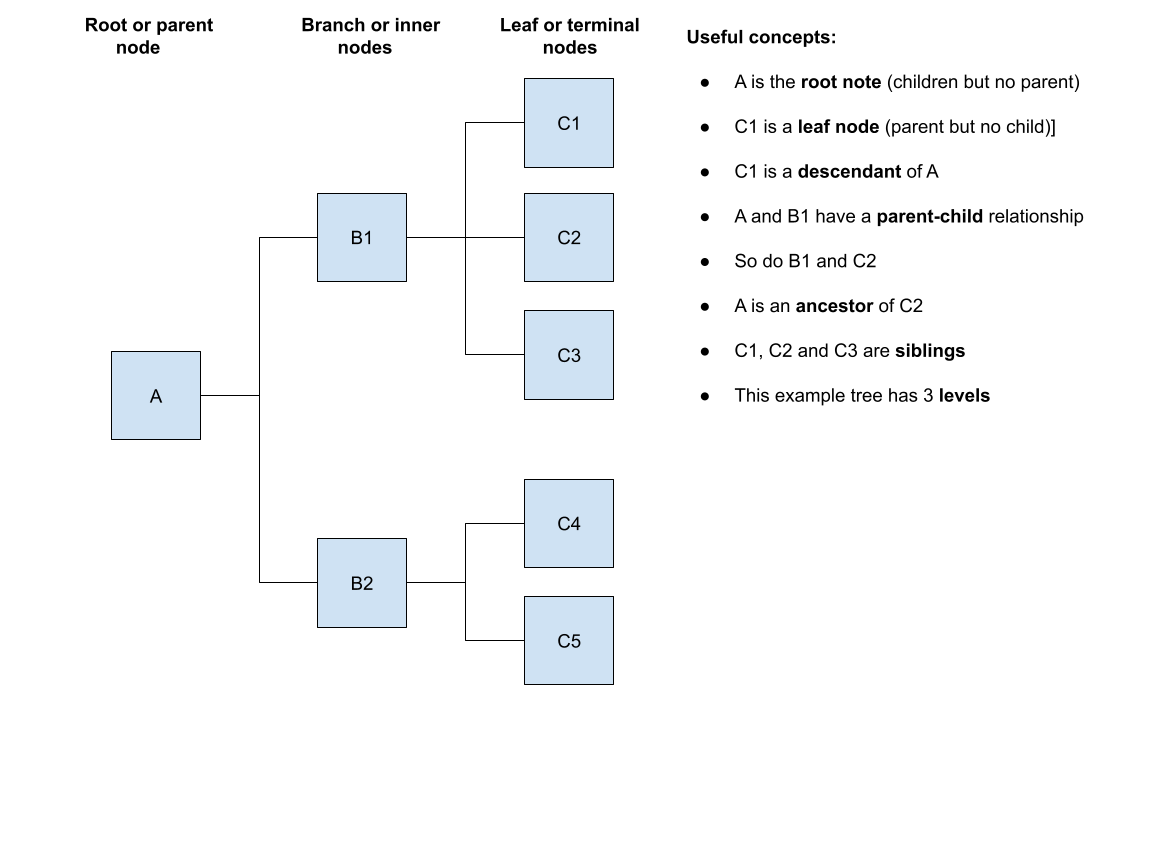 Root or parent
node
Branch or inner
nodes
Leaf or terminal
nodes
A
B1
B2
C1
C2
C3
C4
C5
Useful concepts:
● A is the root note (children but no parent)
● C1 is a leaf node (parent but no child)]
● C1 is a descendant of A
● A and B1 have a parent-child relationship
● So do B1 and C2
● A is an ancestor of C2
● C1, C2 and C3 are siblings
● This example tree has 3 levels